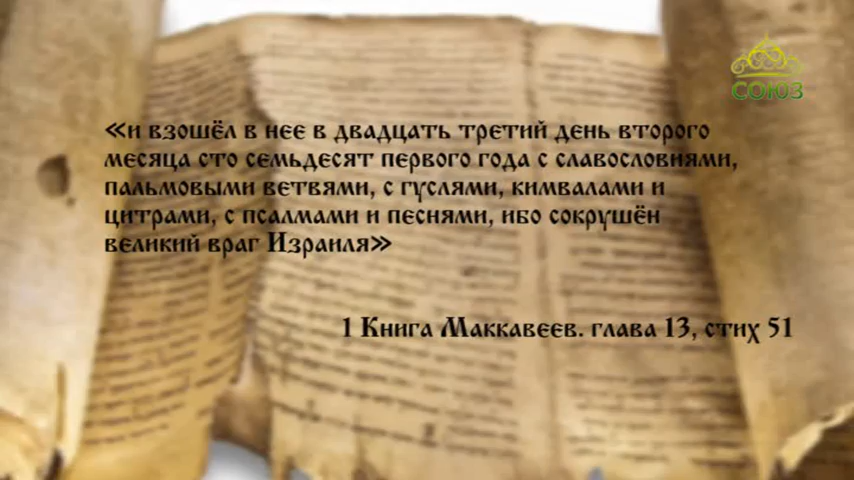 СОЮЗ
«и взошёл в нее в двадцать третий день второго
месяца сто семьдесят первого года с славословиями,
пальмовыми ветвями, с гуслями, кимвалами и
цитрами, с псалмами и песнями, ибо сокрушён
великий враг Израиля»
1 Книга Маккавеев. глава 13, стих 51